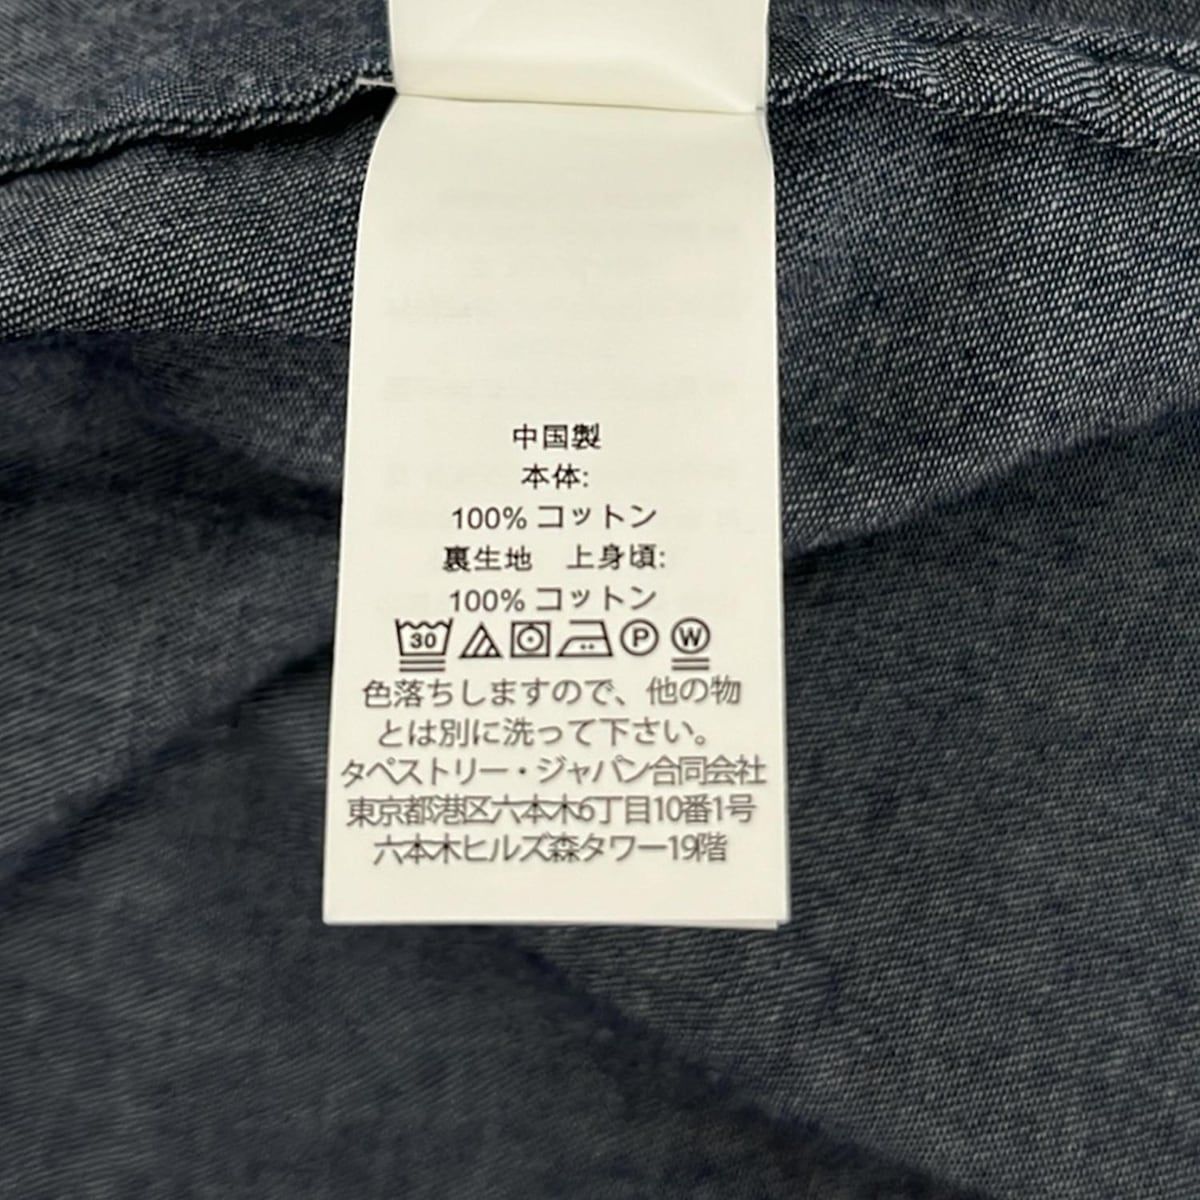 中国製
本体:
100% コットン
裏生地　上身頃:
100% コットン
30 P W
色落ちしますので、他の物
とは別に洗って下さい。
タペストリー・ジャパン合同会社
東京都港区六本木6丁目10番1号
六本木ヒルズ森タワー19階